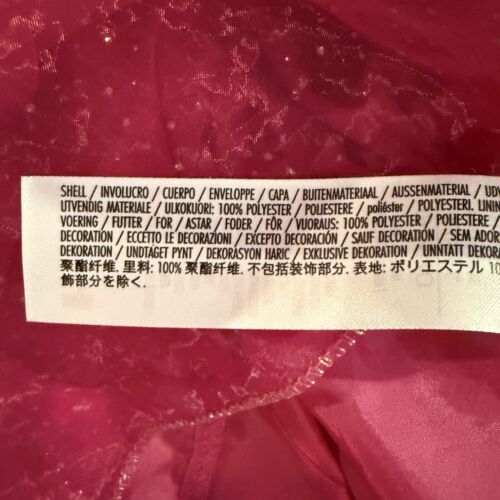 SHELL / INVOLUCRO / CUERPO / ENVELOPPE / CAPA / BUITENMATERIAAL / AUSSENMATERIAL / UDV
UTVENDIG MATERIALE / ULKOKUORI: 100% POLYESTER / POLIESTERE / poliéster / POLYESTERI. LININ
VOERING / FUTTER / FOR / ASTAR / FODER / FÔR / VUORAUS: 100% POLYESTER / POLIESTERE
DECORATION / ECCETTO LE DECORAZIONI / EXCEPTO DECORACIÓN / SAUF DECORATION / SEM ADOR
DEKORATION / UNDTAGET PYNT / DEKORASYON HARIC / EXKLUSIVE DEKORATION / UNNTATT DEKORA
聚酯纤维. 里料: 100% 聚酯纤维. 不包括装饰部分. 表地: ポリエステル 10
飾部分を除く.